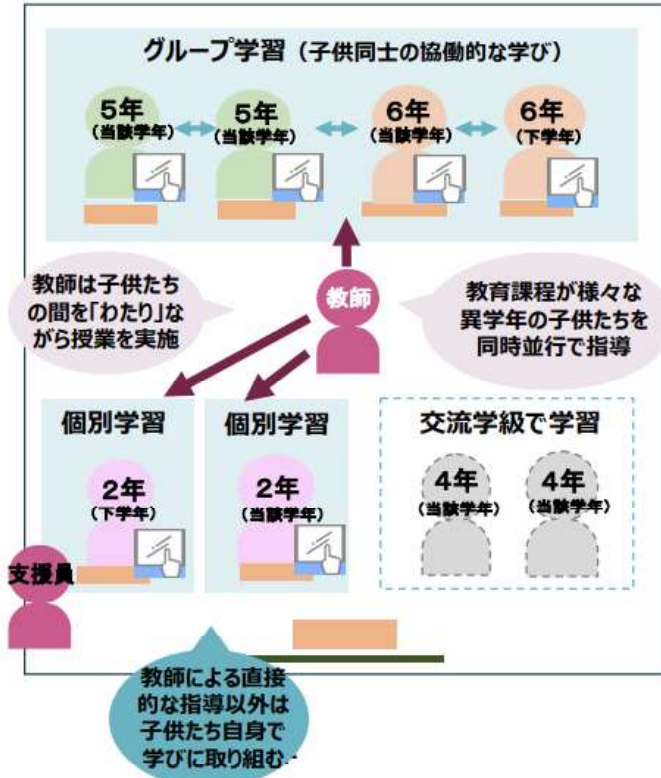 グループ学習（子供同士の協働的な学び）
5年
（当該学年）
5年
（当該学年）
6年
（当該学年）
6年
（下学年）
教師は子供たち
の間を「わたり」な
がら授業を実施
教師
教育課程が様々な
異学年の子供たちを
同時並行で指導
個別学習
2年
（下学年）
個別学習
2年
（当該学年）
交流学級で学習
4年
（当該学年）
4年
（当該学年）
支援員
教師による直接
的な指導以外は
子供たち自身で
学びに取り組む